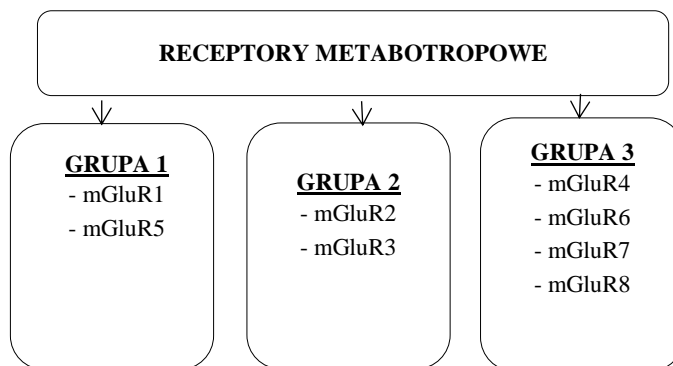 RECEPTORY METABOTROPOWE
GRUPA 1
- mGluR1
- mGluR5
GRUPA 2
- mGluR2
- mGluR3
GRUPA 3
- mGluR4
- mGluR6
- mGluR7
- mGluR8